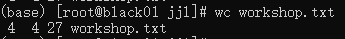 (base) [root@black01 jj1]# wc workshop.txt
4 4 27 workshop.txt